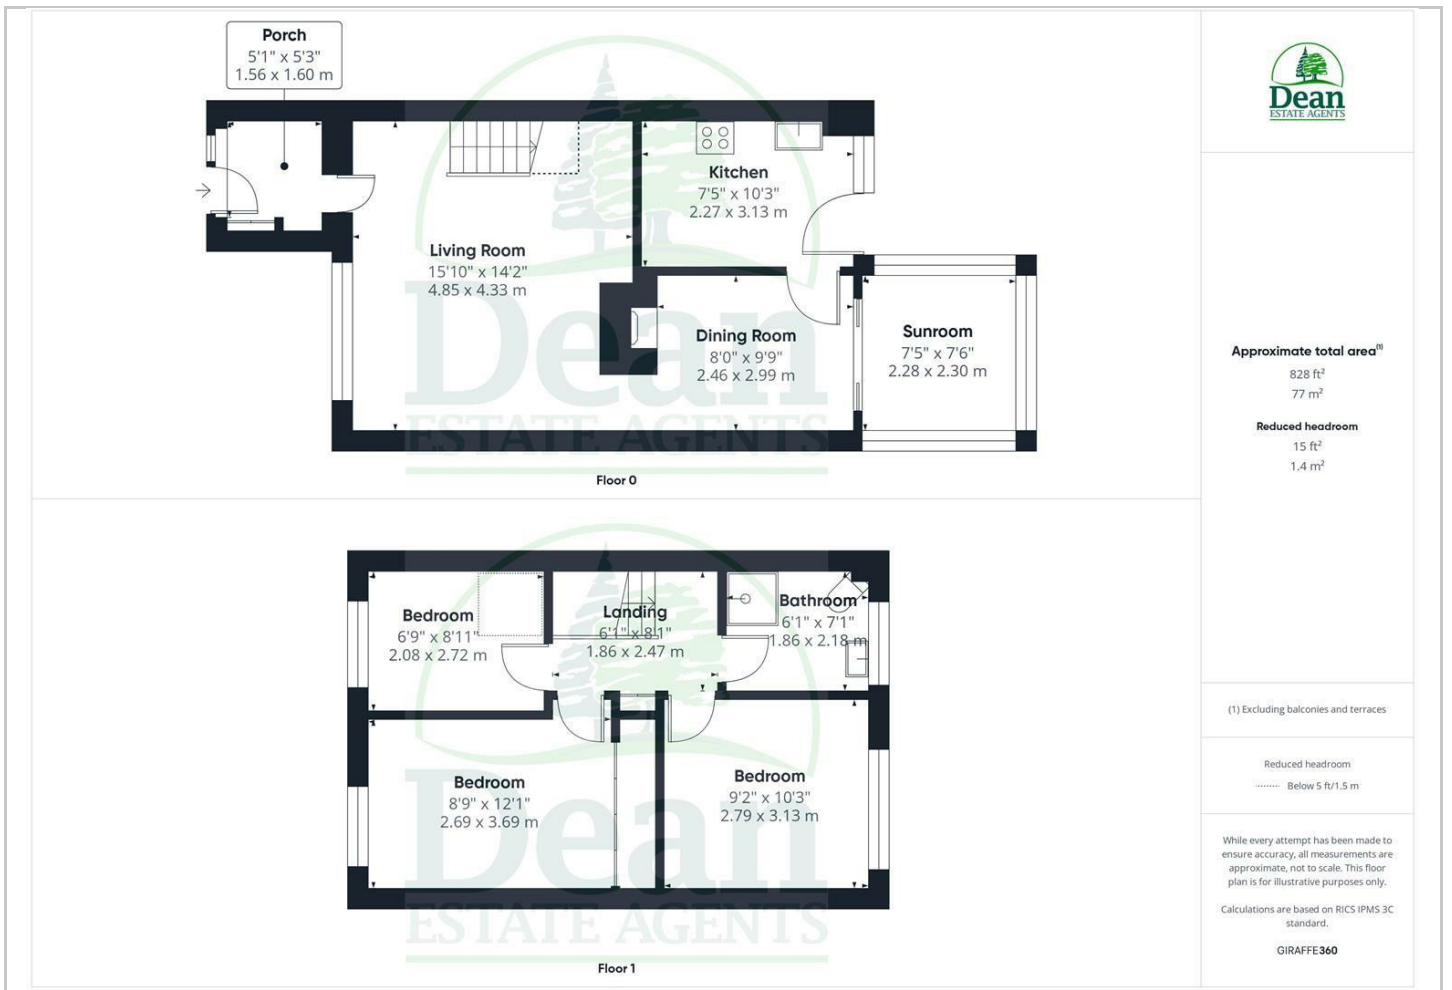 Porch
5'1" x 5'3"
1.56 x 1.60 m
Kitchen
7'5" x 10'3"
2.27 x 3.13 m
Living Room
15'10" x 14'2"
4.85 x 4.33 m
Dining Room
8'0" x 9'9"
2.46 x 2.99 m
Sunroom
7'5" x 7'6"
2.28 x 2.30 m
Dean
ESTATE AGENTS
Floor 0
Bedroom
6'9" x 8'11"
2.08 x 2.72 m
Landing
6'1" x 8'1"
1.86 x 2.47 m
Bathroom
6'1" x 7'1"
1.86 x 2.18 m
Bedroom
8'9" x 12'1"
2.69 x 3.69 m
Bedroom
9'2" x 10'3"
2.79 x 3.13 m
Dean
ESTATE AGENTS
Floor 1
Dean
ESTATE AGENTS
Approximate total area(1)
828 ft²
77 m²
Reduced headroom
15 ft²
1.4 m²
(1) Excluding balconies and terraces
Reduced headroom
Below 5 ft/1.5 m
While every attempt has been made to
ensure accuracy, all measurements are
approximate, not to scale. This floor
plan is for illustrative purposes only.
Calculations are based on RICS IPMS 3C
standard.
GIRAFFE360